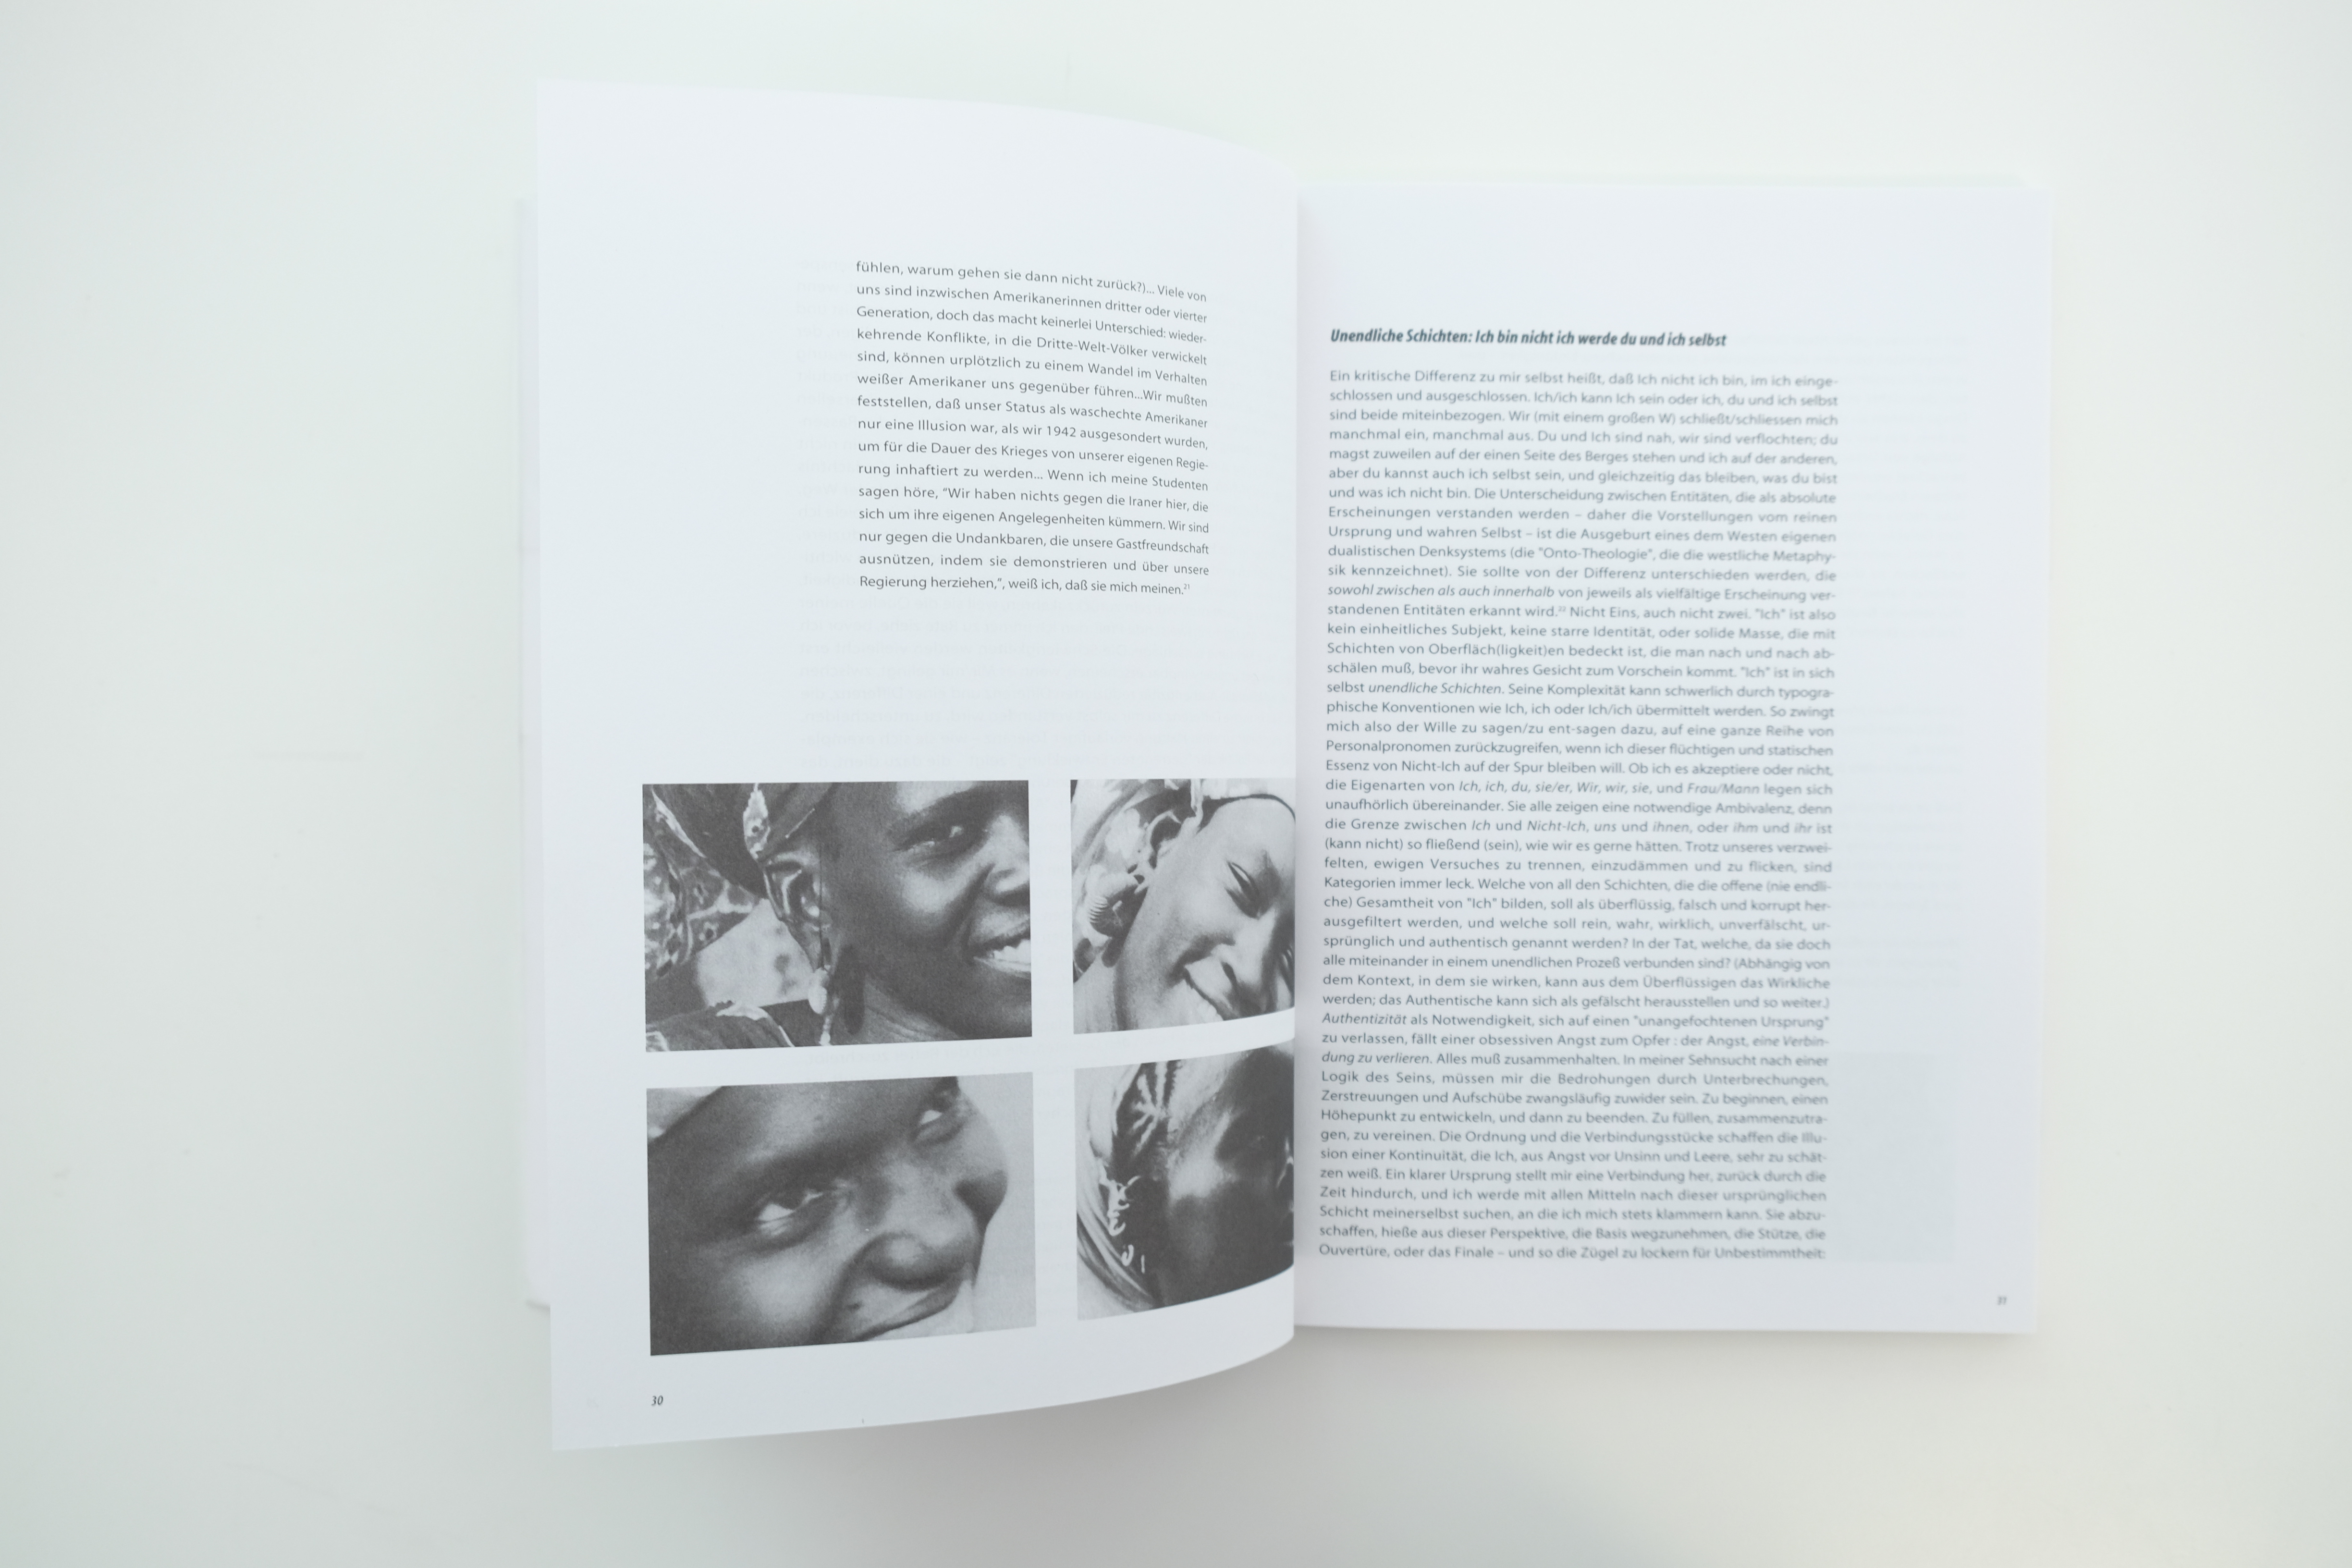 fühlen, warum gehen sie dann nicht zurück?)... Viele von
uns sind inzwischen Amerikanerinnen dritter oder vierter
Generation, doch das macht keinerlei Unterschied: wieder-
kehrende Konflikte, in die Dritte-Welt-Völker verwickelt
sind, können urplötzlich zu einem Wandel im Verhalten
weißer Amerikaner uns gegenüber führen...Wir mußten
feststellen, daß unser Status als waschechte Amerikaner
nur eine Illusion war, als wir 1942 ausgesondert wurden,
um für die Dauer des Krieges von unserer eigenen Regie-
rung inhaftiert zu werden... Wenn ich meine Studenten
sagen höre, “Wir haben nichts gegen die Iraner hier, die
sich um ihre eigenen Angelegenheiten kümmern. Wir sind
nur gegen die Undankbaren, die unsere Gastfreundschaft
ausnützen, indem sie demonstrieren und über unsere
Regierung herziehen,”, weiß ich, daß sie mich meinen.²¹
30
Unendliche Schichten: Ich bin nicht ich werde du und ich selbst
Ein kritische Differenz zu mir selbst heißt, daß Ich nicht ich bin, im ich einge-
schlossen und ausgeschlossen. Ich/ich kann Ich sein oder ich, du und ich selbst
sind beide miteinbezogen. Wir (mit einem großen W) schließt/schliessen mich
manchmal ein, manchmal aus. Du und Ich sind nah, wir sind verflochten; du
magst zuweilen auf der einen Seite des Berges stehen und ich auf der anderen,
aber du kannst auch ich selbst sein, und gleichzeitig das bleiben, was du bist
und was ich nicht bin. Die Unterscheidung zwischen Entitäten, die als absolute
Erscheinungen verstanden werden – daher die Vorstellungen vom reinen
Ursprung und wahren Selbst – ist die Ausgeburt eines dem Westen eigenen
dualistischen Denksystems (die "Onto-Theologie", die die westliche Metaphy-
sik kennzeichnet). Sie sollte von der Differenz unterschieden werden, die
sowohl zwischen als auch innerhalb von jeweils als vielfältige Erscheinung ver-
standenen Entitäten erkannt wird.²² Nicht Eins, auch nicht zwei. "Ich" ist also
kein einheitliches Subjekt, keine starre Identität, oder solide Masse, die mit
Schichten von Oberfläch(ligkeit)en bedeckt ist, die man nach und nach ab-
schälen muß, bevor ihr wahres Gesicht zum Vorschein kommt. "Ich" ist in sich
selbst unendliche Schichten. Seine Komplexität kann schwerlich durch typogra-
phische Konventionen wie Ich, ich oder Ich/ich übermittelt werden. So zwingt
mich also der Wille zu sagen/zu ent-sagen dazu, auf eine ganze Reihe von
Personalpronomen zurückzugreifen, wenn ich dieser flüchtigen und statischen
Essenz von Nicht-Ich auf der Spur bleiben will. Ob ich es akzeptiere oder nicht,
die Eigenarten von Ich, ich, du, sie/er, Wir, wir, sie, und Frau/Mann legen sich
unaufhörlich übereinander. Sie alle zeigen eine notwendige Ambivalenz, denn
die Grenze zwischen Ich und Nicht-Ich, uns und ihnen, oder ihm und ihr ist
(kann nicht) so fließend (sein), wie wir es gerne hätten. Trotz unseres verzwei-
felten, ewigen Versuches zu trennen, einzudämmen und zu flicken, sind
Kategorien immer leck. Welche von all den Schichten, die die offene (nie endli-
che) Gesamtheit von "Ich" bilden, soll als überflüssig, falsch und korrupt her-
ausgefiltert werden, und welche soll rein, wahr, wirklich, unverfälscht, ur-
sprünglich und authentisch genannt werden? In der Tat, welche, da sie doch
alle miteinander in einem unendlichen Prozeß verbunden sind? (Abhängig von
dem Kontext, in dem sie wirken, kann aus dem Überflüssigen das Wirkliche
werden; das Authentische kann sich als gefälscht herausstellen und so weiter.)
Authentizität als Notwendigkeit, sich auf einen "unangefochtenen Ursprung"
zu verlassen, fällt einer obsessiven Angst zum Opfer : der Angst, eine Verbin-
dung zu verlieren. Alles muß zusammenhalten. In meiner Sehnsucht nach einer
Logik des Seins, müssen mir die Bedrohungen durch Unterbrechungen,
Zerstreuungen und Aufschübe zwangsläufig zuwider sein. Zu beginnen, einen
Höhepunkt zu entwickeln, und dann zu beenden. Zu füllen, zusammenzutra-
gen, zu vereinen. Die Ordnung und die Verbindungsstücke schaffen die Illu-
sion einer Kontinuität, die Ich, aus Angst vor Unsinn und Leere, sehr zu schät-
zen weiß. Ein klarer Ursprung stellt mir eine Verbindung her, zurück durch die
Zeit hindurch, und ich werde mit allen Mitteln nach dieser ursprünglichen
Schicht meinerselbst suchen, an die ich mich stets klammern kann. Sie abzu-
schaffen, hieße aus dieser Perspektive, die Basis wegzunehmen, die Stütze, die
Ouvertüre, oder das Finale – und so die Zügel zu lockern für Unbestimmtheit:
31